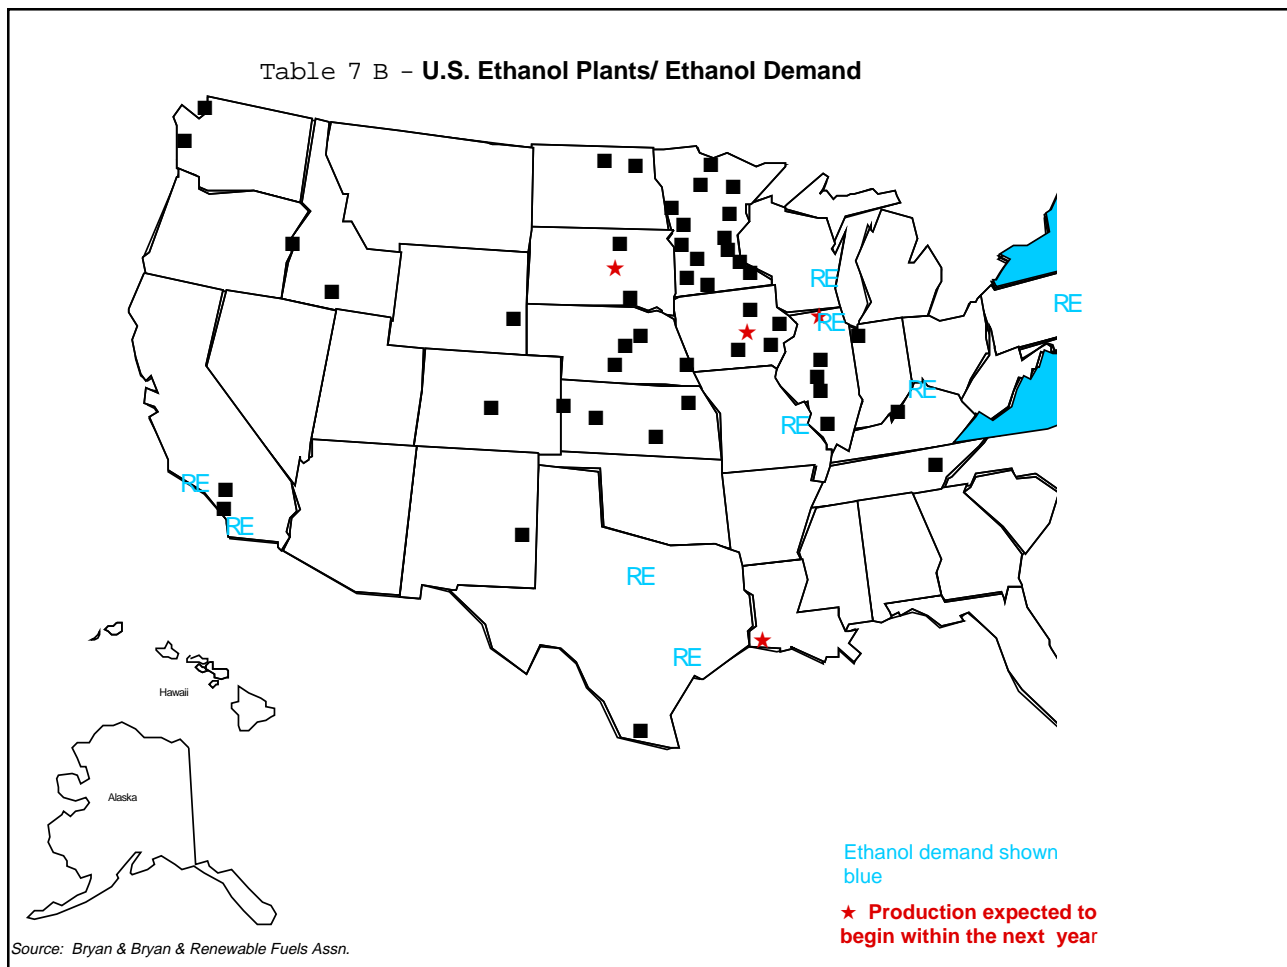 Table 7 B - U.S. Ethanol Plants/ Ethanol Demand
RE
RE
RE
RE
RE
RE
RE
RE
RE
Hawaii
Alaska
Ethanol demand shown
blue
★ Production expected to
begin within the next year
Source: Bryan & Bryan & Renewable Fuels Assn.